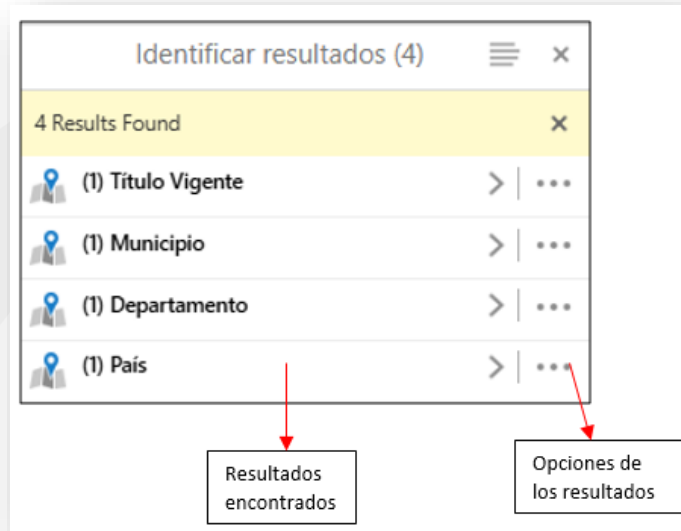 Identificar resultados (4)
4 Results Found
(1) Título Vigente
(1) Municipio
(1) Departamento
(1) País
Resultados
encontrados
Opciones de
los resultados